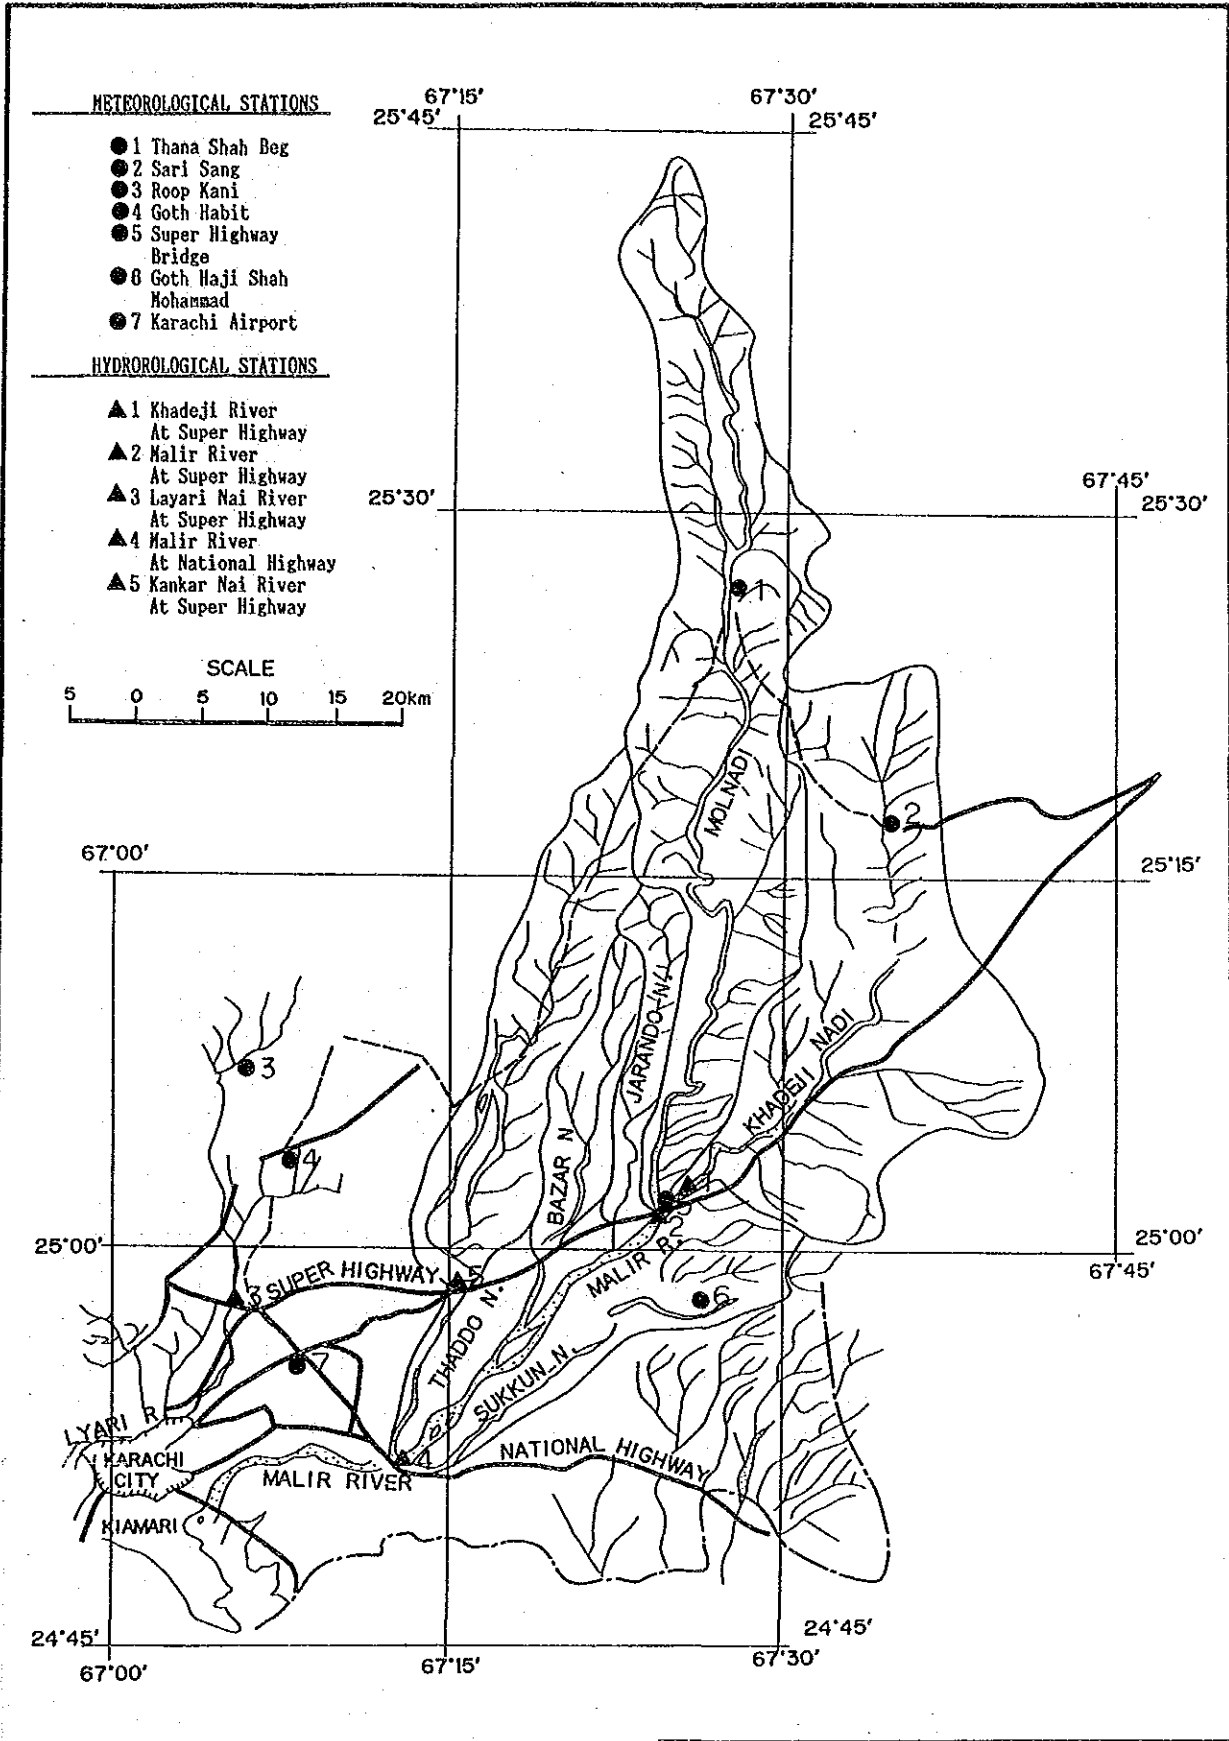 METEOROLOGICAL STATIONS
1 Thana Shah Beg
2 Sari Sang
3 Roop Kani
4 Goth Habit
5 Super Highway
Bridge
6 Goth Haji Shah
Mohammad
7 Karachi Airport
HYDROROLOGICAL STATIONS
1 Khadeji River
At Super Highway
2 Malir River
At Super Highway
3 Layari Nai River
At Super Highway
4 Malir River
At National Highway
5 Kankar Nai River
At Super Highway
SCALE
5 0 5 10 15 20km
67°15' 67°30'
25°45' 25°45'
67°45'
25°30' 25°30'
1
MOLNADI
2
67°00'
25°15'
JARANDO N.
KHADEJI NADI
3
4
BAZAR N
5
2
25°00' 25°00'
MALIR R.
67°45'
3 SUPER HIGHWAY 5
6
THADDO N.
7
SUKKUN N.
LYARI R
NATIONAL HIGHWAY
KARACHI
CITY
4
MALIR RIVER
KIAMARI
24°45' 24°45'
67°00' 67°15' 67°30'